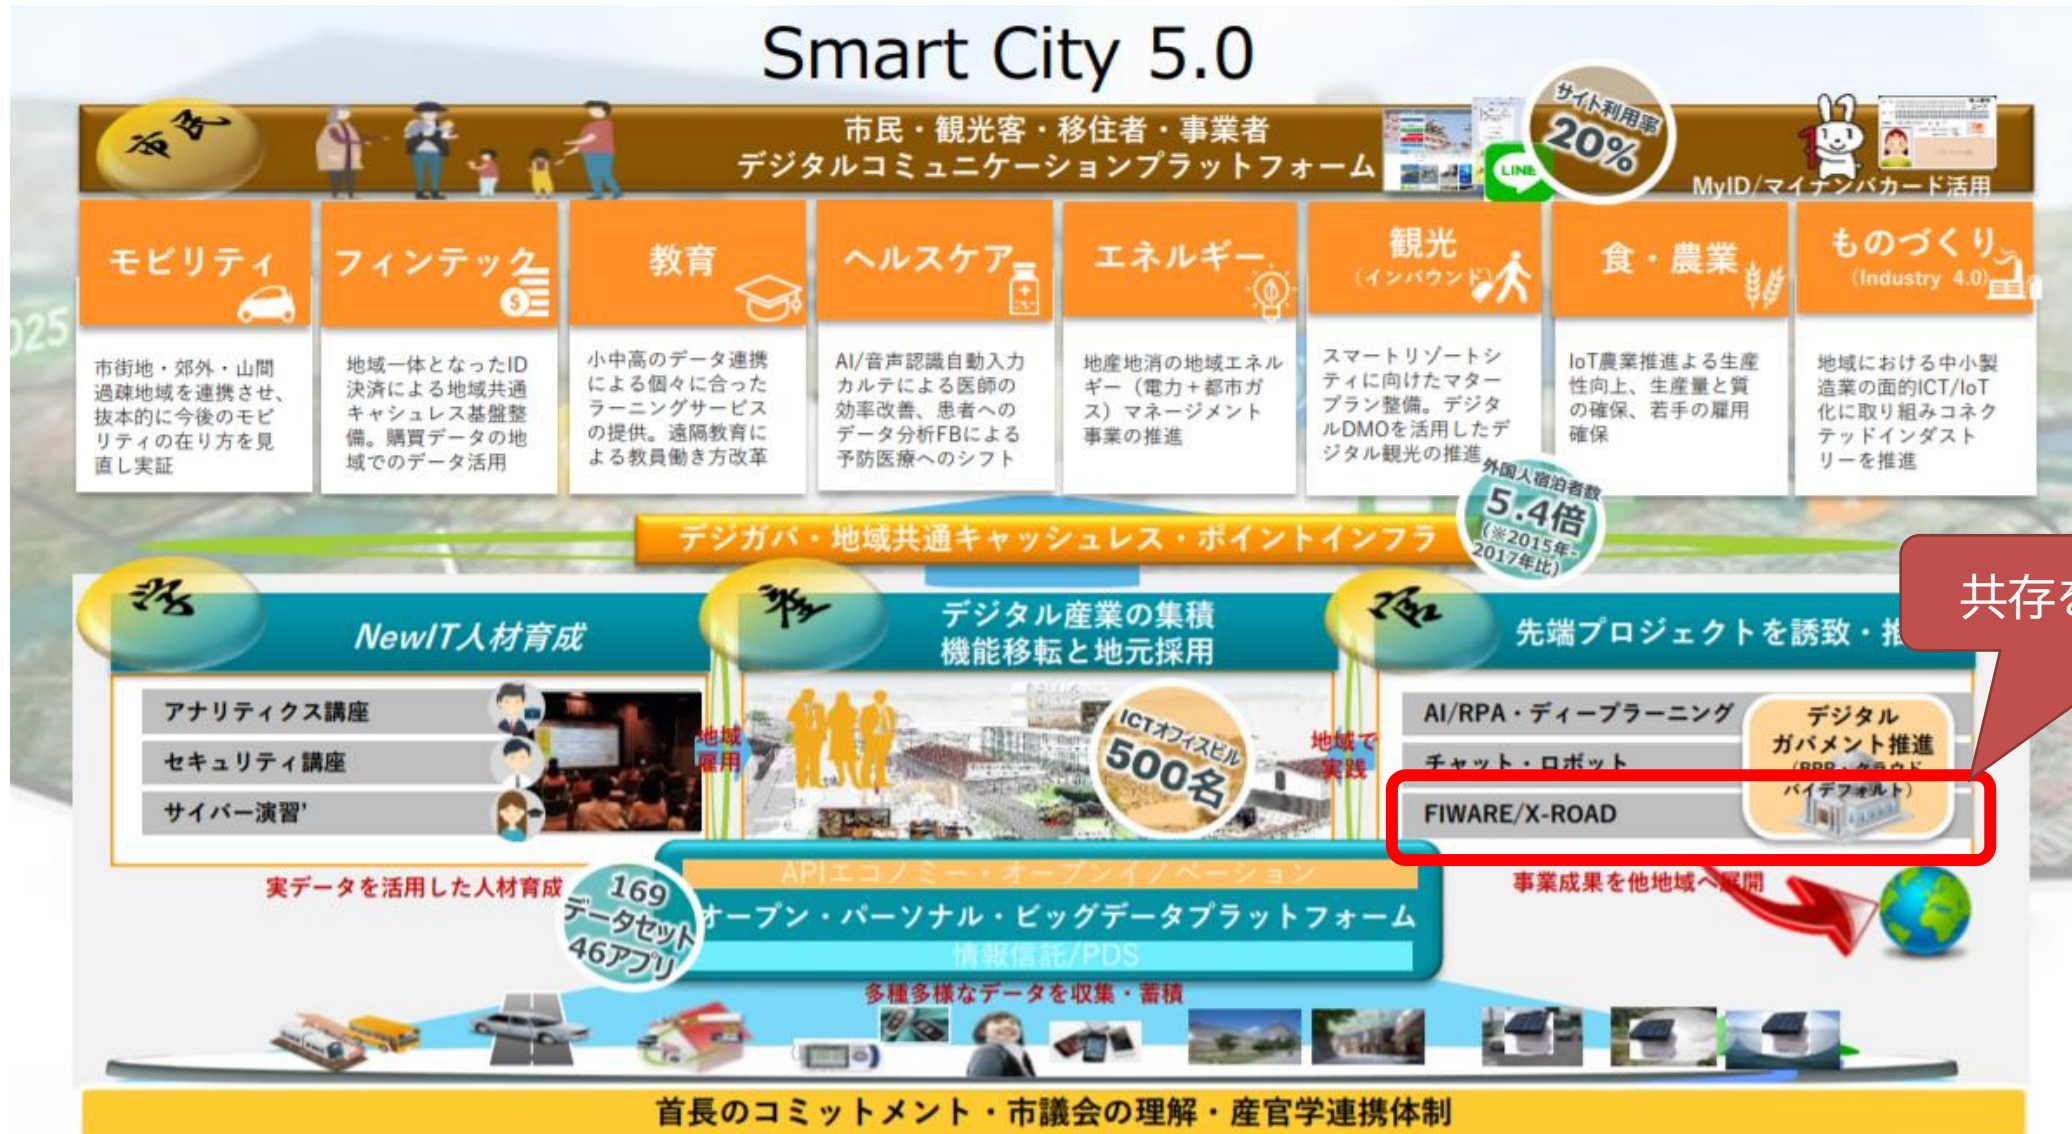 Smart City 5.0
市民
市民・観光客・移住者・事業者
デジタルコミュニケーションプラットフォーム
LINE
サイト利用率
20%
MyID/マイナンバカード活用
モビリティ
市街地・郊外・山間
過疎地域を連携させ、
抜本的に今後のモビ
リティの在り方を見
直し実証
フィンテック
地域一体となったID
決済による地域共通
キャシュレス基盤整
備。購買データの地
域でのデータ活用
教育
小中高のデータ連携
による個々に合った
ラーニングサービス
の提供。遠隔教育に
よる教員働き方改革
ヘルスケア
AI/音声認識自動入力
カルテによる医師の
効率改善、患者への
データ分析FBによる
予防医療へのシフト
エネルギー
地産地消の地域エネル
ギー（電力＋都市ガ
ス）マネージメント
事業の推進
観光
（インバウンド）
スマートリゾートシ
ティに向けたマター
プラン整備。デジタ
ルDMOを活用したデ
ジタル観光の推進
食・農業
IoT農業推進よる生産
性向上、生産量と質
の確保、若手の雇用
確保
ものづくり
(Industry 4.0)
地域における中小製
造業の面的ICT/IoT
化に取り組みコネク
テッドインダスト
リーを推進
025
デジガバ・地域共通キャッシュレス・ポイントインフラ
外国人宿泊者数
5.4倍
(※2015年-
2017年比)
共存を
学
NewIT人材育成
アナリティクス講座
セキュリティ講座
サイバー演習'
地域
雇用
産
デジタル産業の集積
機能移転と地元採用
ICTオフィスビル
500名
地域で
実践
官
先端プロジェクトを誘致・推
AI/RPA・ディープラーニング
チャット・ロボット
FIWARE/X-ROAD
デジタル
ガバメント推進
（BPR・クラウド
バイデフォルト）
実データを活用した人材育成
169
データセット
46アプリ
APIエコノミー・オープンイノベーション
オープン・パーソナル・ビッグデータプラットフォーム
情報信託/PDS
事業成果を他地域へ展開
多種多様なデータを収集・蓄積
首長のコミットメント・市議会の理解・産官学連携体制